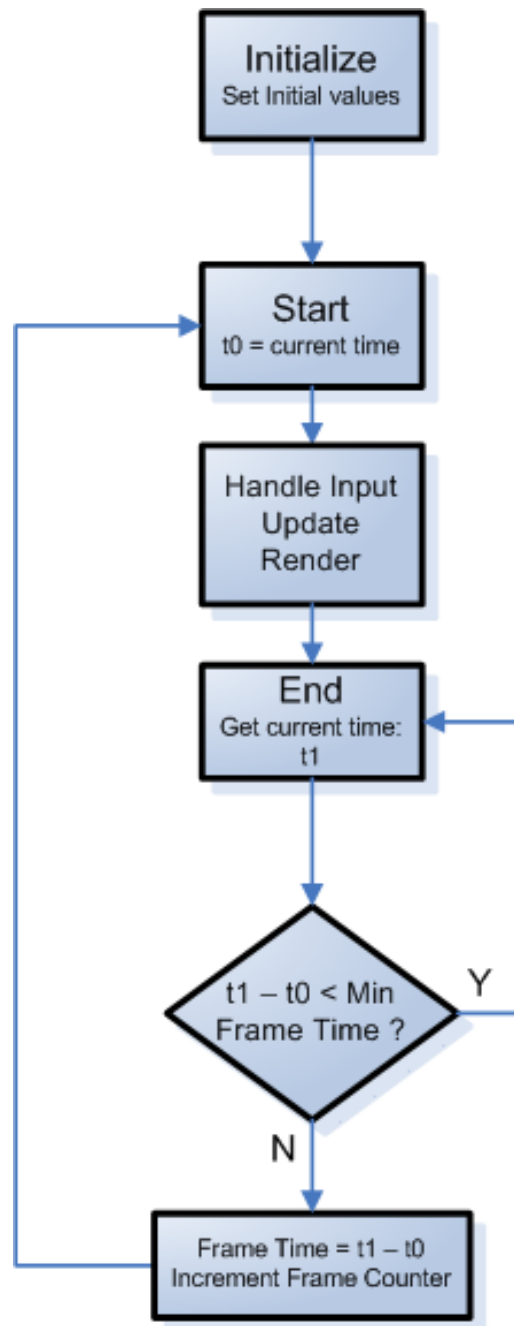 Initialize
Set Initial values
Start
t0 = current time
Handle Input
Update
Render
End
Get current time:
t1
t1 – t0 < Min
Frame Time ?
Y
N
Frame Time = t1 – t0
Increment Frame Counter